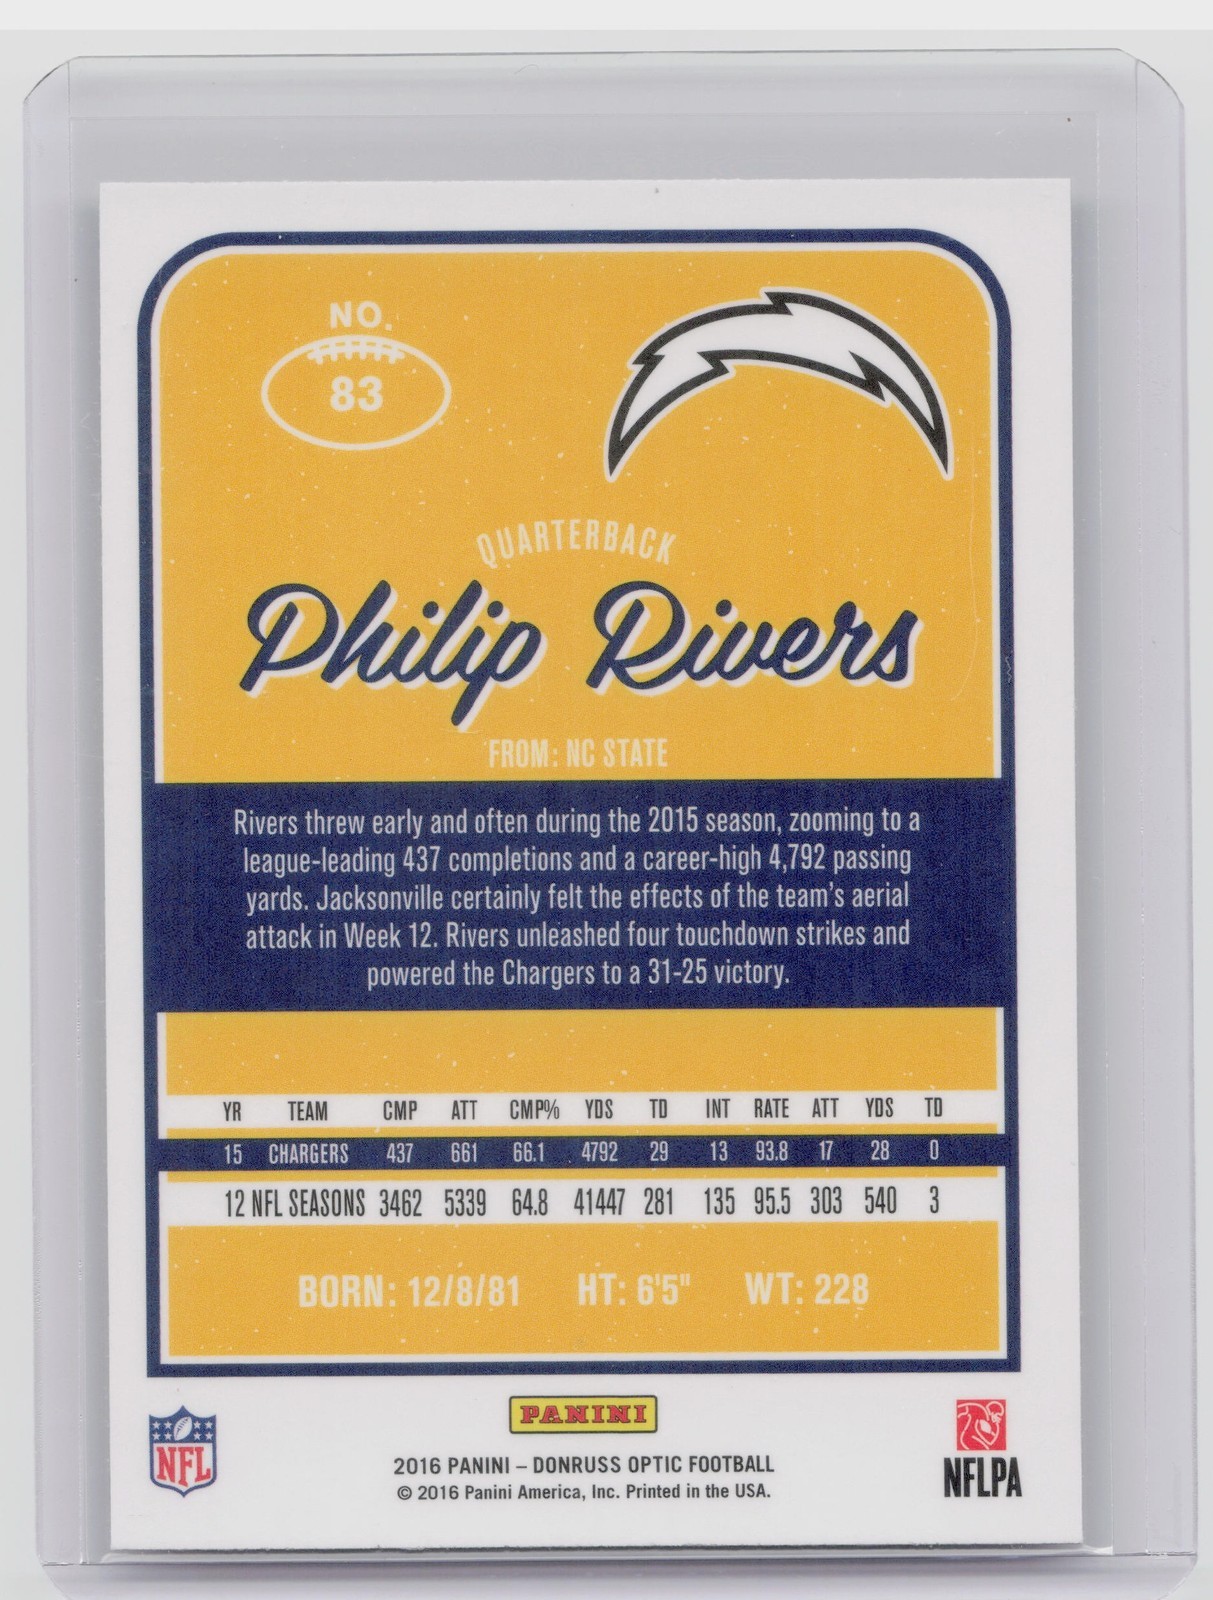 NO.
83
QUARTERBACK
Philip Rivers
FROM: NC STATE
Rivers threw early and often during the 2015 season, zooming to a
league-leading 437 completions and a career-high 4,792 passing
yards. Jacksonville certainly felt the effects of the team's aerial
attack in Week 12. Rivers unleashed four touchdown strikes and
powered the Chargers to a 31-25 victory.
YR TEAM CMP ATT CMP% YDS TD INT RATE ATT YDS TD
15 CHARGERS 437 661 66.1 4792 29 13 93.8 17 28 0
12 NFL SEASONS 3462 5339 64.8 41447 281 135 95.5 303 540 3
BORN: 12/8/81 HT: 6'5" WT: 228
NFL
PANINI
2016 PANINI – DONRUSS OPTIC FOOTBALL
© 2016 Panini America, Inc. Printed in the USA.
NFLPA